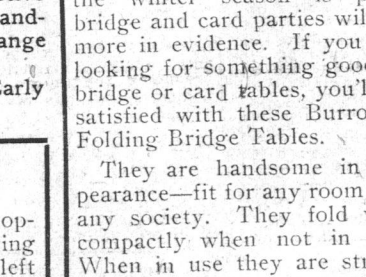 and-
ange
arly
op-
ing
left
the winter season is
bridge and card parties wil
more in evidence. If you
looking for something goo
bridge or card tables, you'l
satisfied with these Burro
Folding Bridge Tables.
They are handsome in
pearance—fit for any room
any society. They fold
compactly when not in
When in use they are str